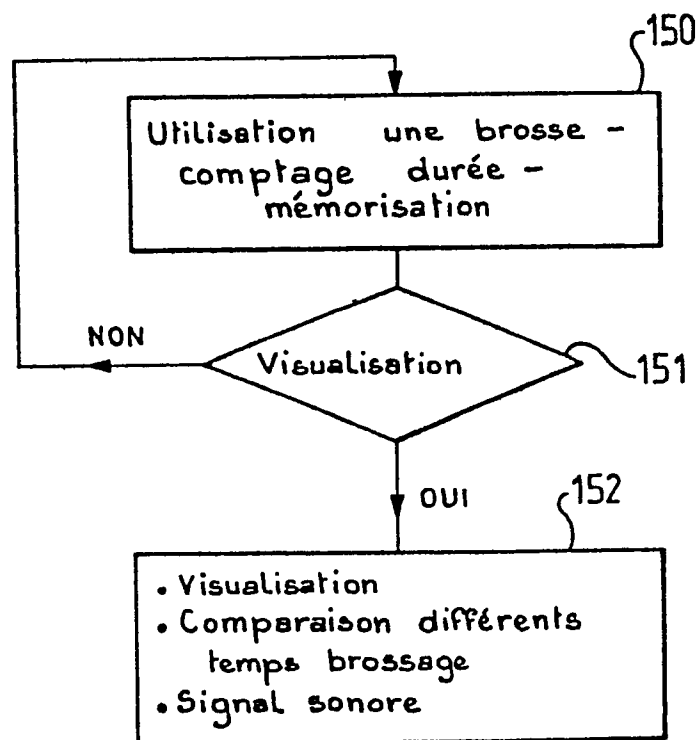 150
Utilisation une brosse -
comptage durée -
mémorisation
NON
Visualisation
151
OUI
152
• Visualisation
• Comparaison différents
temps brossage
• Signal sonore